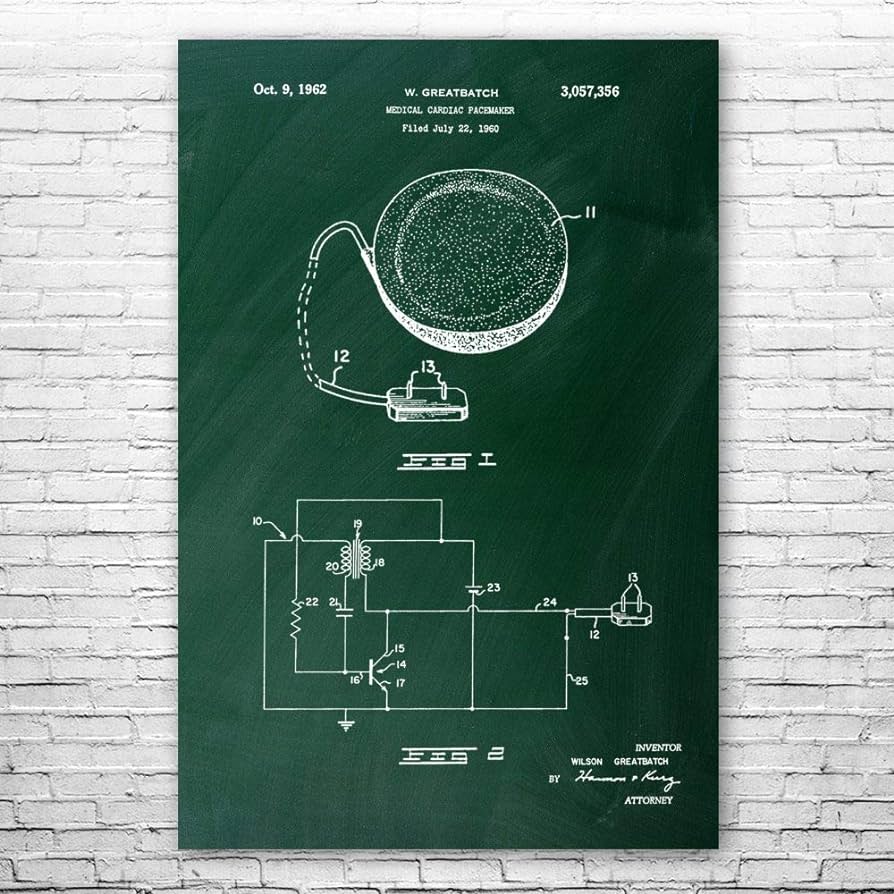 Oct. 9, 1962
W. GREATBATCH
3,057,356
MEDICAL CARDIAC PACEMAKER
Filed July 22, 1960
11
12
13
FIG 1
10
19
20
18
21
22
23
24
13
12
15
14
16
17
25
FIG 2
INVENTOR
WILSON GREATBATCH
BY Harmon & Kurz
ATTORNEY